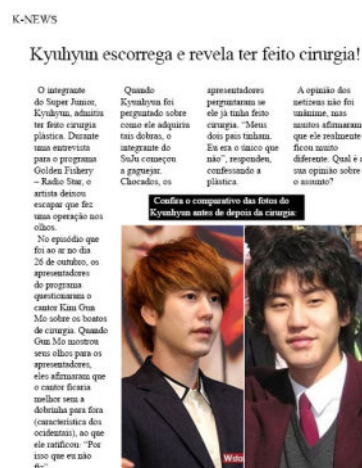 K-NEWS
Kyuhyun escorrega e revela ter feito cirurgia!
O integrante
do Super Junior,
Kyuhyun, admitiu
ter feito cirurgia
plástica. Durante
uma entrevista
para o programa
Golden Fishery
– Radio Star, o
artista deixou
escapar que fez
uma operação nos
olhos.
No episódio que
foi ao ar no dia
26 de outubro, os
apresentadores
do programa
questionaram o
cantor Kim Gun
Mo sobre os boatos
de cirurgia. Quando
Gun Mo mostrou
seus olhos para os
apresentadores,
eles afirmaram que
o cantor ficaria
melhor sem a
dobrinha para fora
(característica dos
ocidentais), ao que
ele ratificou: "Por
isso que eu não
fiz".
Quando
Kyunhyun foi
perguntado sobre
como ele adquiriu
tais dobras, o
integrante do
SuJu começou
a gaguejar.
Chocados, os
apresentadores
perguntaram se
ele já tinha feito
cirurgia. "Meus
dois pais tinham.
Eu era o único que
não", respondeu,
confessando a
plástica.
A opinião dos
netizens não foi
unânime, mas
muitos afirmaram
que ele realmente
ficou muito
diferente. Qual é a
sua opinião sobre
o assunto?
Confira o comparativo das fotos do
Kyunhyun antes de depois da cirurgia: